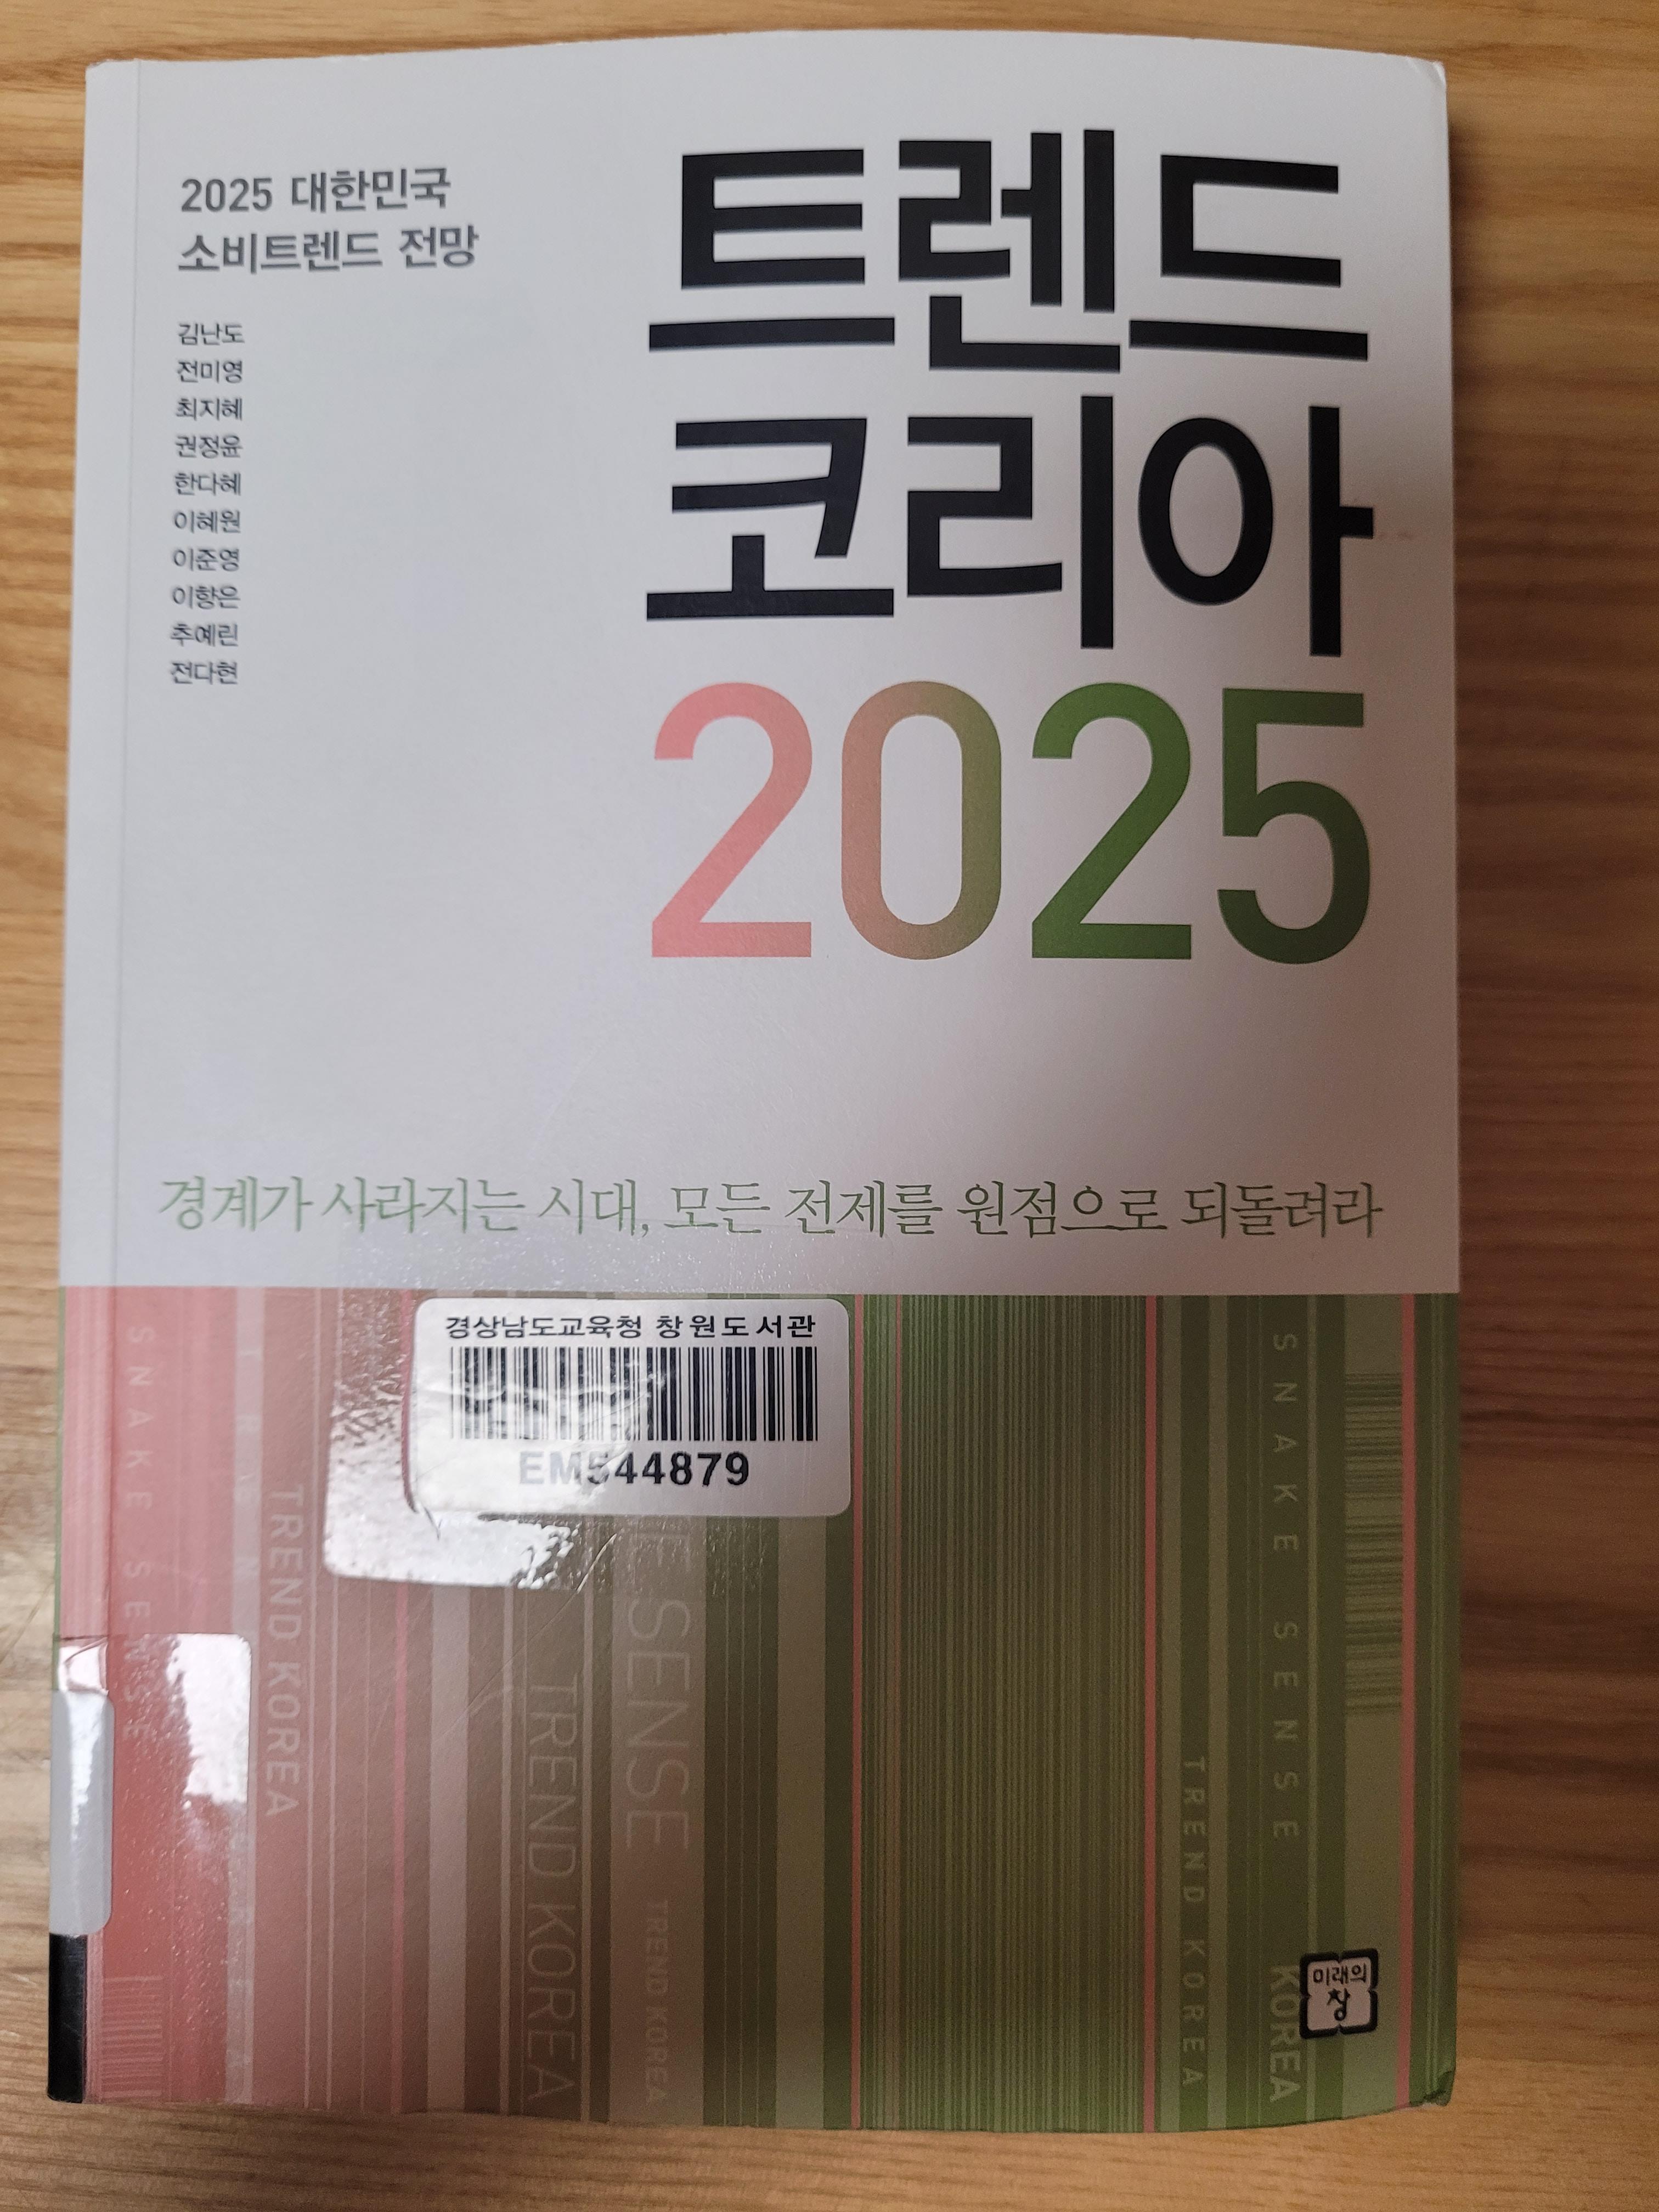 2025 대한민국
소비트렌드 전망
김난도
전미영
최지혜
권정윤
한다혜
이혜원
이준영
이향은
추예린
전다현
트렌드
코리아
2025
경계가 사라지는 시대, 모든 전제를 원점으로 되돌려라
경상남도교육청 창원도서관
EM544879
SNAKE SENSE
TREND KOREA
TREND KOREA
SENSE
TREND KOREA
TREND KOREA
SNAKE SENSE
KOREA
미래의
창